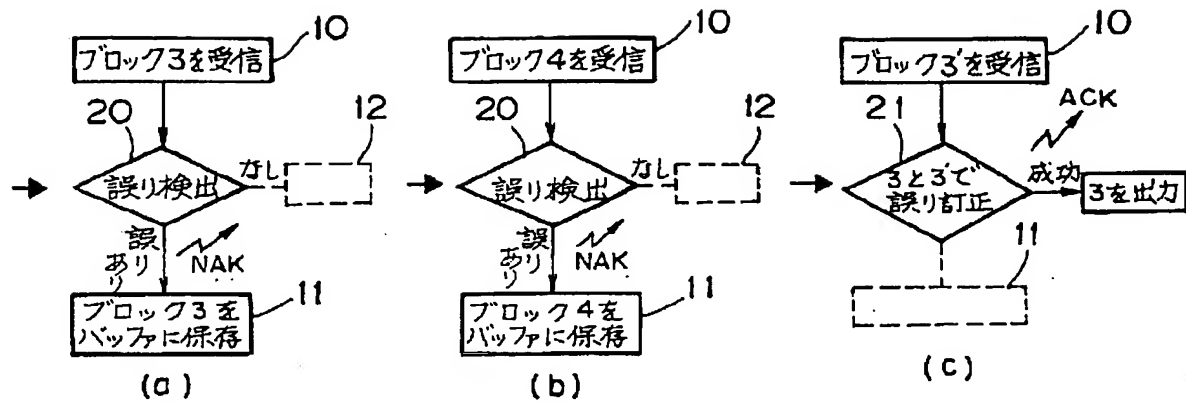 10
ブロック3を受信
20
12
誤り検出
なし
誤り
あり
NAK
11
ブロック3を
バッファに保存
(a)
10
ブロック4を受信
20
12
誤り検出
なし
誤り
あり
NAK
11
ブロック4を
バッファに保存
(b)
10
ブロック3'を受信
ACK
21
3と3'で
誤り訂正
成功
3を出力
11
(c)